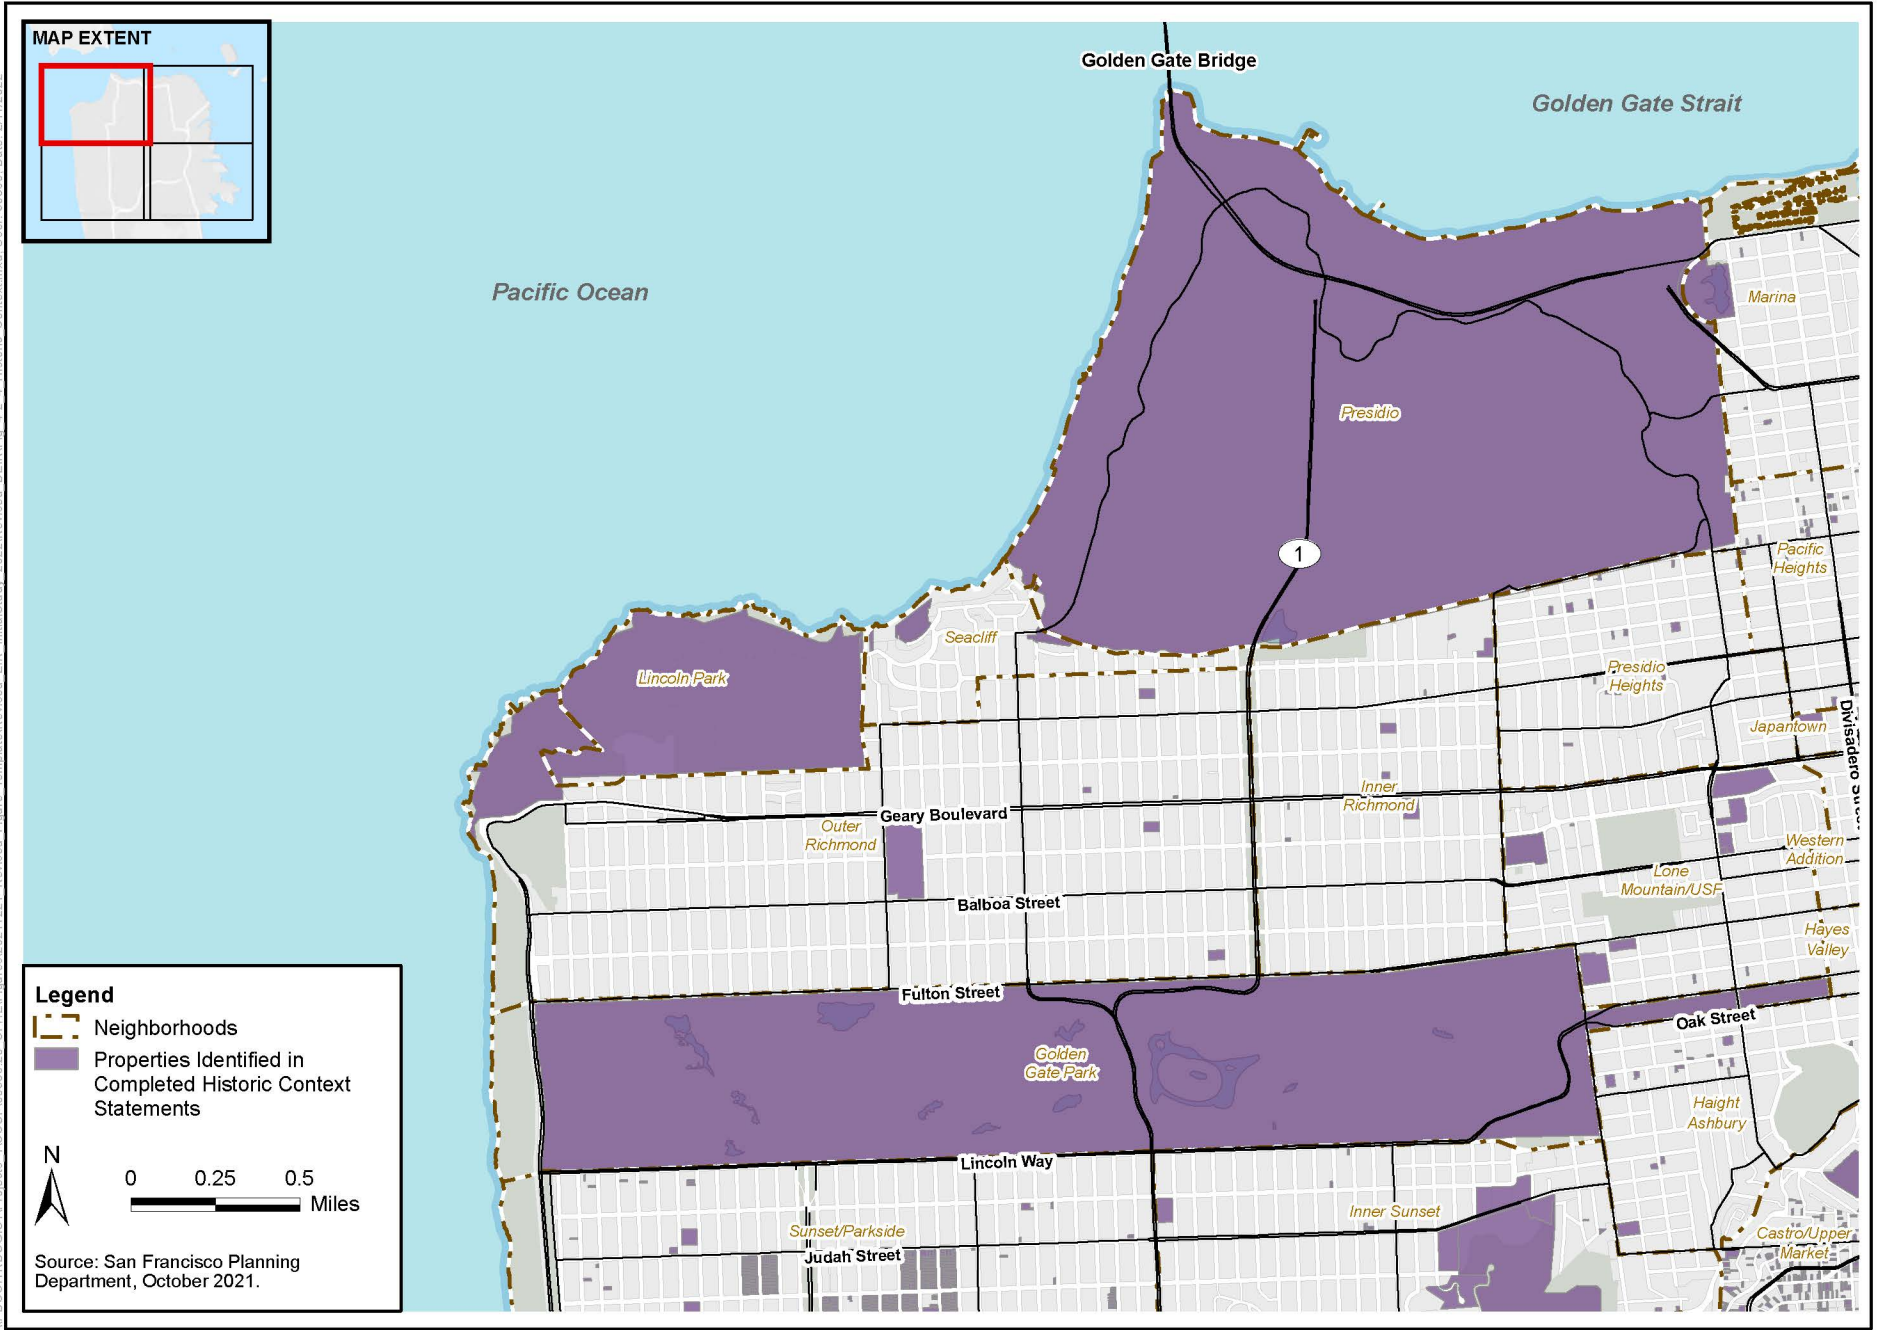 MAP EXTENT
Golden Gate Bridge
Golden Gate Strait
Pacific Ocean
Marina
Presidio
1
Pacific
Heights
Seacliff
Lincoln Park
Presidio
Heights
Japantown
Divisadero Street
Inner
Richmond
Geary Boulevard
Outer
Richmond
Western
Addition
Lone
Mountain/USF
Balboa Street
Hayes
Valley
Fulton Street
Oak Street
Golden
Gate Park
Haight
Ashbury
Lincoln Way
Inner Sunset
Sunset/Parkside
Judah Street
Castro/Upper
Market
Legend
Neighborhoods
Properties Identified in
Completed Historic Context
Statements
N
0 0.25 0.5
Miles
Source: San Francisco Planning
Department, October 2021.